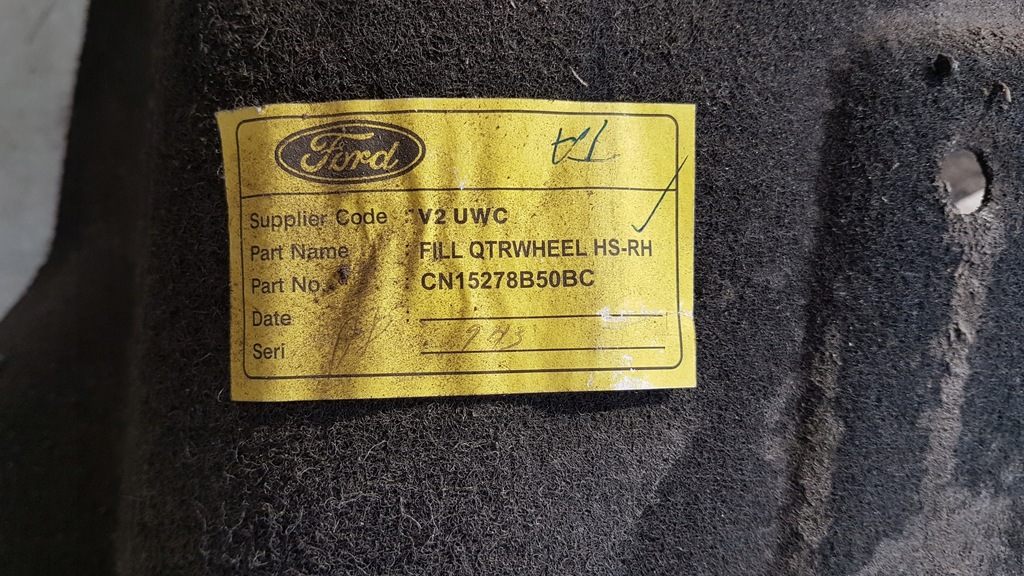 Ford
Supplier Code : V2 UWC
Part Name : FILL QTRWHEEL HS-RH
Part No. : CN15278B50BC
Date
Seri